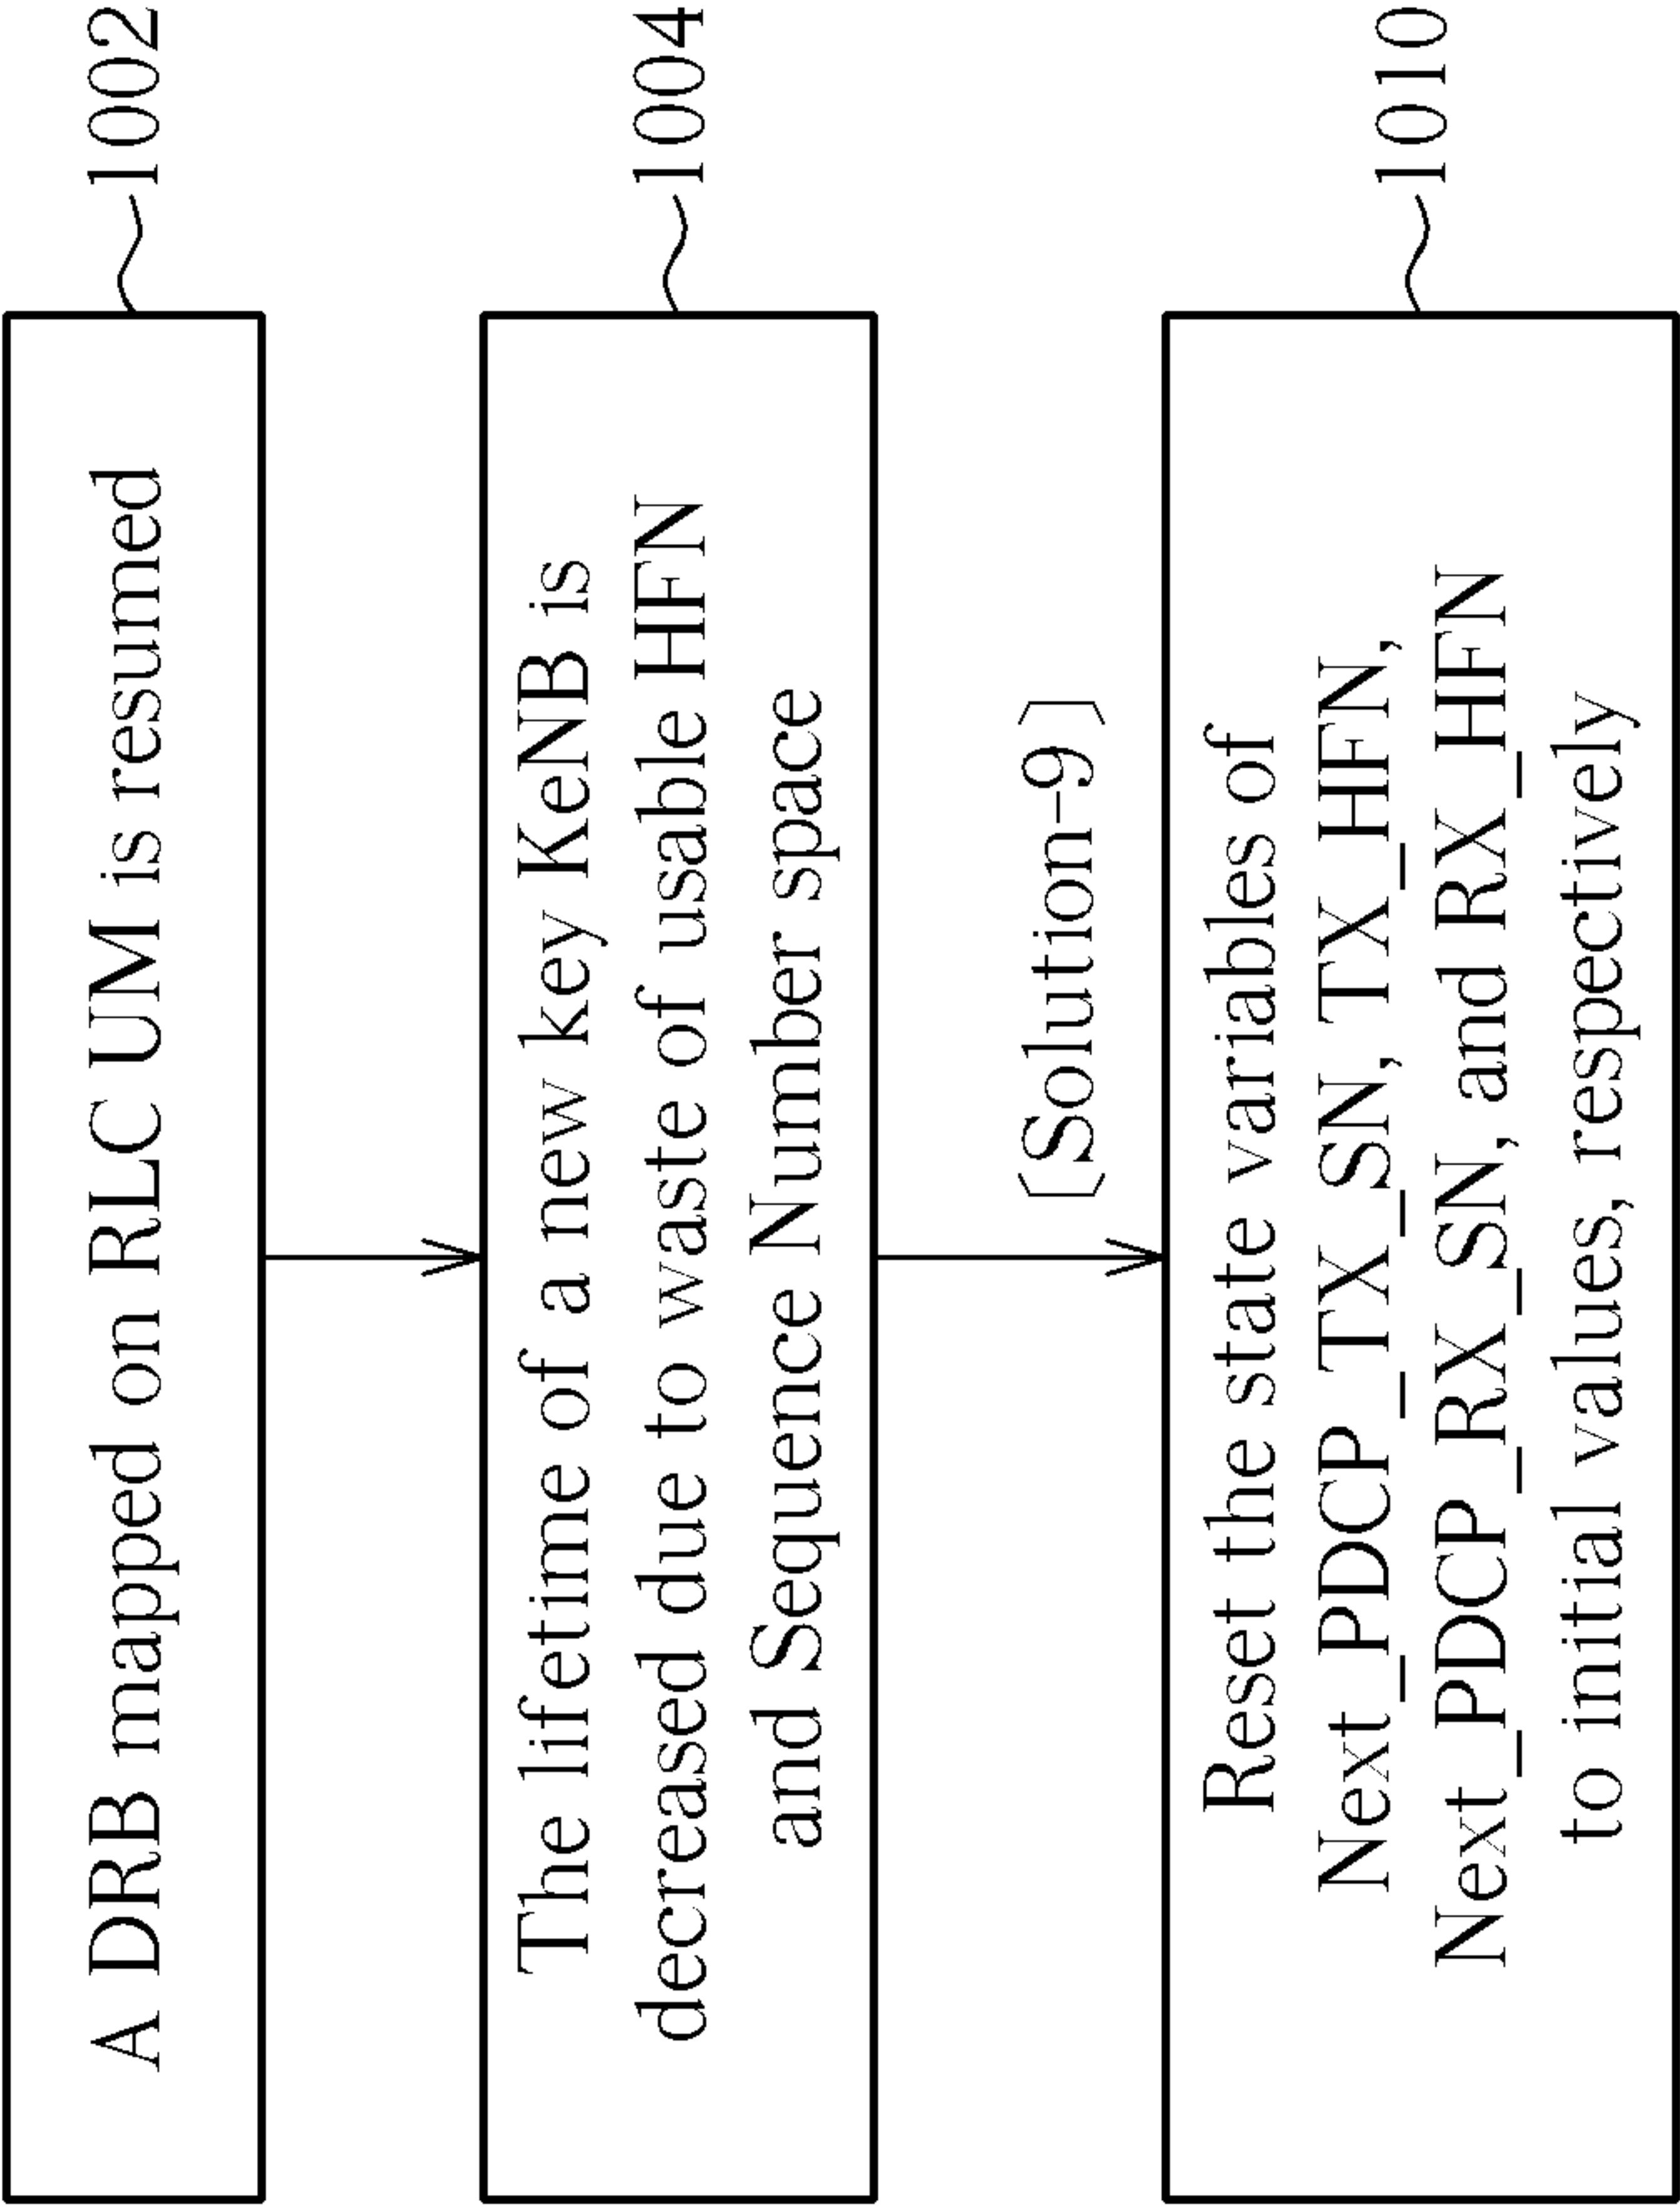 A DRB mapped on RLC UM is resumed
1002
The lifetime of a new key KeNB is
decreased due to waste of usable HFN
and Sequence Number space
1004
(Solution-9)
Reset the state variables of
Next_PDCP_TX_SN, TX_HFN,
Next_PDCP_RX_SN, and RX_HFN
to initial values, respectively
1010